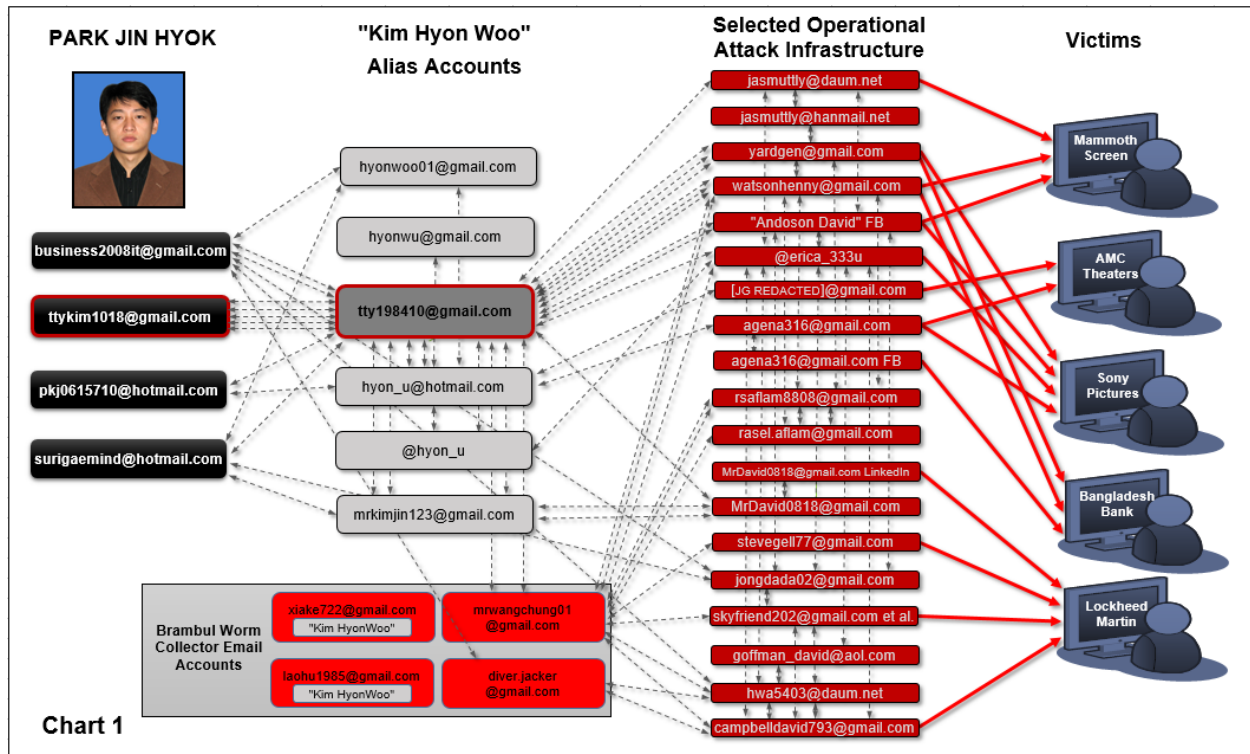 PARK JIN HYOK
business2008it@gmail.com
ttykim1018@gmail.com
pkj0615710@hotmail.com
surigaemind@hotmail.com
"Kim Hyon Woo"
Alias Accounts
hyonwoo01@gmail.com
hyonwu@gmail.com
tty198410@gmail.com
hyon_u@hotmail.com
@hyon_u
mrkimjin123@gmail.com
Brambul Worm
Collector Email
Accounts
xiake722@gmail.com
"Kim HyonWoo"
mrwangchung01
@gmail.com
laohu1985@gmail.com
"Kim HyonWoo"
diver.jacker
@gmail.com
Selected Operational
Attack Infrastructure
jasmuttly@daum.net
jasmuttly@hanmail.net
yardgen@gmail.com
watsonhenny@gmail.com
"Andoson David" FB
@erica_333u
[JG REDACTED]@gmail.com
agena316@gmail.com
agena316@gmail.com FB
rsaflam8808@gmail.com
rasel.aflam@gmail.com
MrDavid0818@gmail.com LinkedIn
MrDavid0818@gmail.com
stevegell77@gmail.com
jongdada02@gmail.com
skyfriend202@gmail.com et al.
goffman_david@aol.com
hwa5403@daum.net
campbelldavid793@gmail.com
Victims
Mammoth
Screen
AMC
Theaters
Sony
Pictures
Bangladesh
Bank
Lockheed
Martin
Chart 1